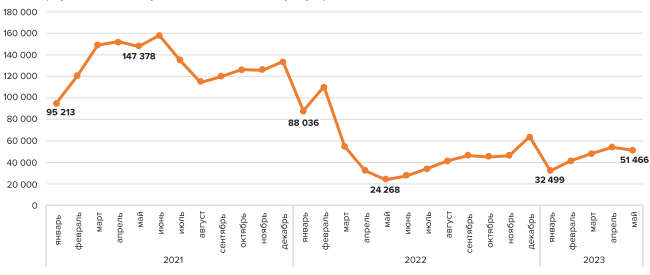 180 000
160 000
140 000
120 000
100 000
80 000
60 000
40 000
20 000
0
95 213
147 378
88 036
24 268
32 499
51 466
январь
февраль
март
апрель
май
июнь
июль
август
сентябрь
октябрь
ноябрь
декабрь
январь
февраль
март
апрель
май
июнь
июль
август
сентябрь
октябрь
ноябрь
декабрь
январь
февраль
март
апрель
май
2021
2022
2023